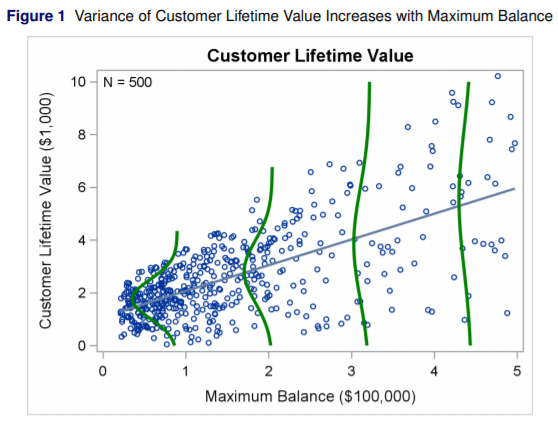 Figure 1 Variance of Customer Lifetime Value Increases with Maximum Balance
Customer Lifetime Value
N = 500
Customer Lifetime Value ($1,000)
10
8
6
4
2
0
0 1 2 3 4 5
Maximum Balance ($100,000)